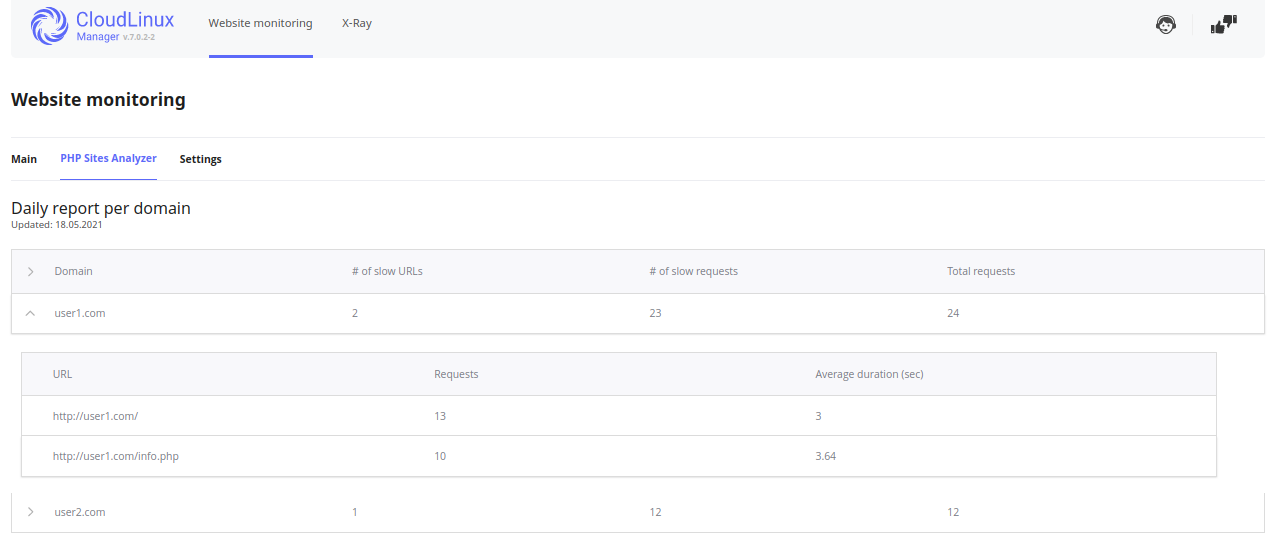 CloudLinux
Manager v.7.0.2-2
Website monitoring
X-Ray
Website monitoring
Main PHP Sites Analyzer Settings
Daily report per domain
Updated: 18.05.2021
Domain # of slow URLs # of slow requests Total requests
user1.com 2 23 24
URL Requests Average duration (sec)
http://user1.com/ 13 3
http://user1.com/info.php 10 3.64
user2.com 1 12 12